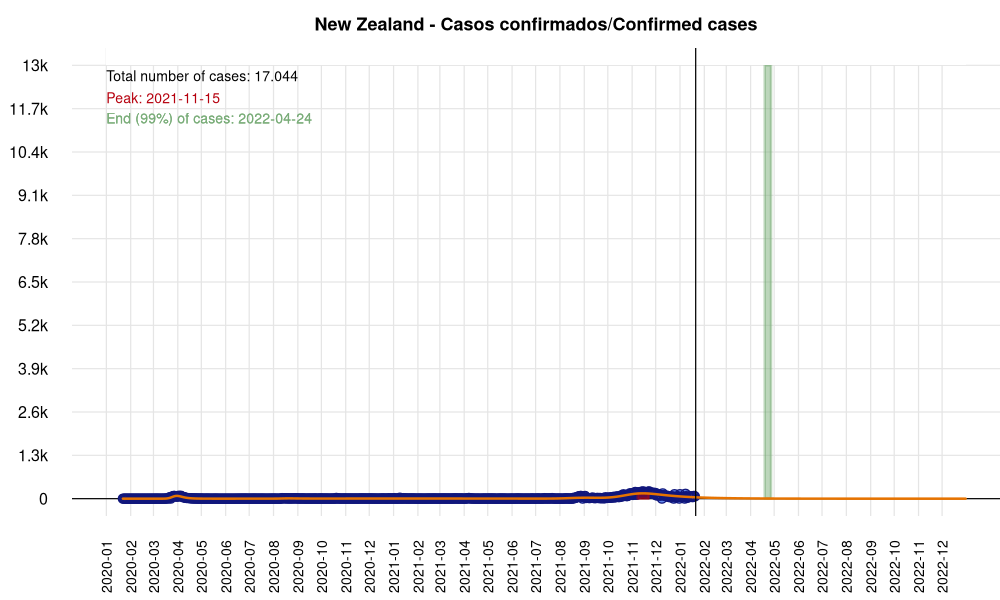 New Zealand - Casos confirmados/Confirmed cases
13k
Total number of cases: 17.044
Peak: 2021-11-15
11.7k
End (99%) of cases: 2022-04-24
10.4k
9.1k
7.8k
6.5k
5.2k
3.9k
2.6k
1.3k
0
2020-01
2020-02
2020-03
2020-04
2020-05
2020-06
2020-07
2020-08
2020-09
2020-10
2020-11
2020-12
2021-01
2021-02
2021-03
2021-04
2021-05
2021-06
2021-07
2021-08
2021-09
2021-10
2021-11
2021-12
2022-01
2022-02
2022-03
2022-04
2022-05
2022-06
2022-07
2022-08
2022-09
2022-10
2022-11
2022-12